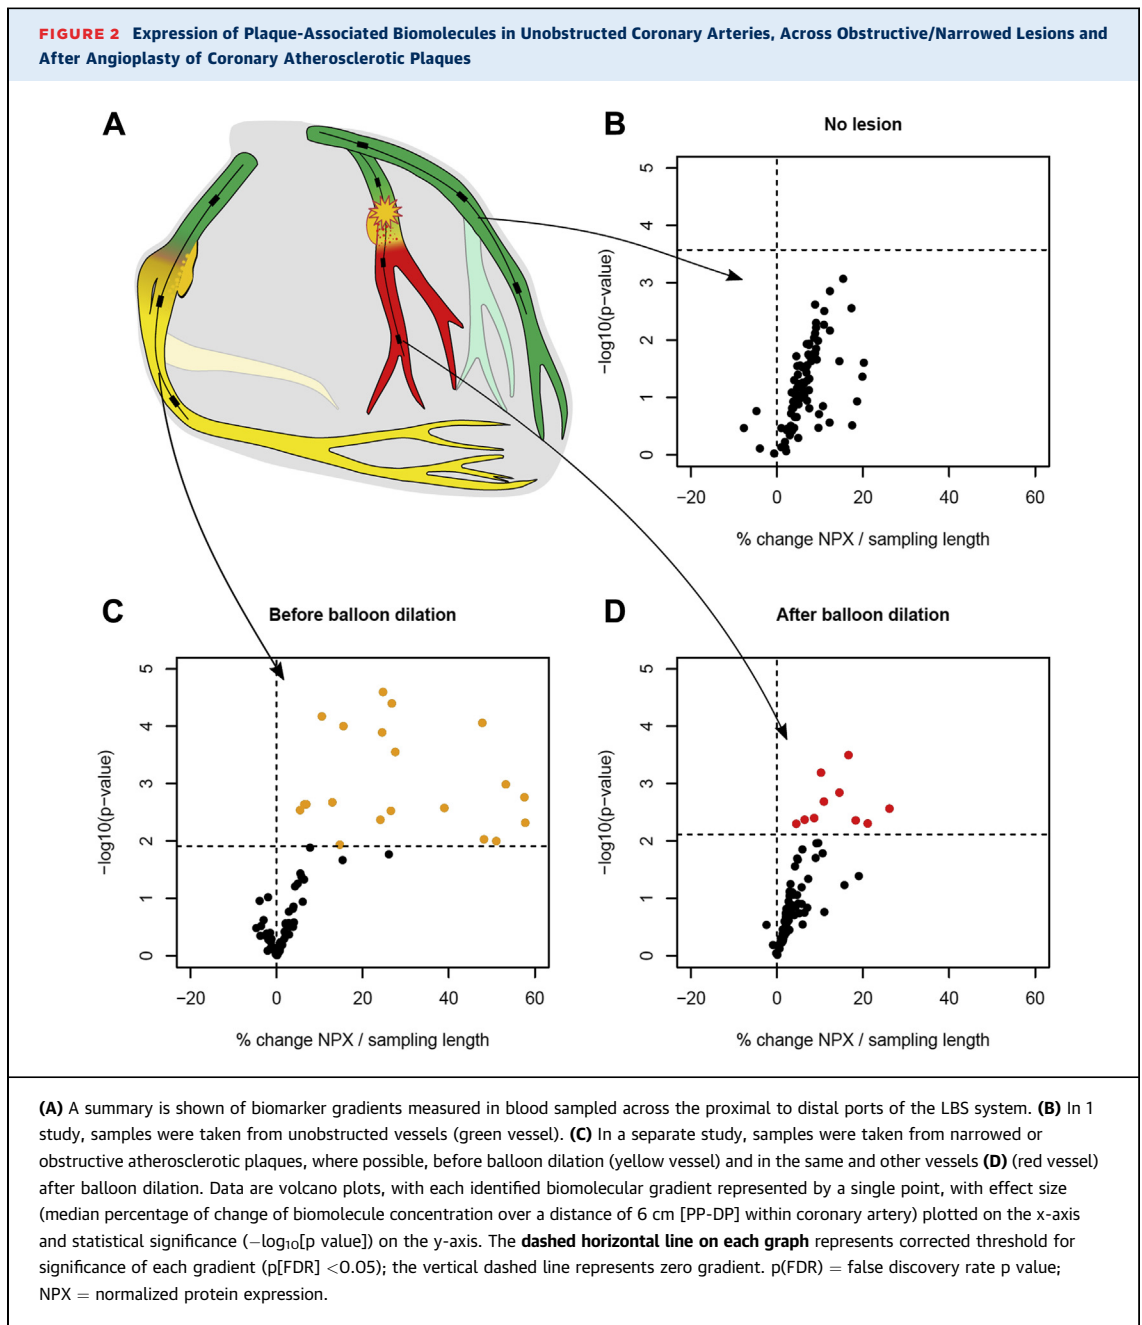 FIGURE 2 Expression of Plaque-Associated Biomolecules in Unobstructed Coronary Arteries, Across Obstructive/Narrowed Lesions and
After Angioplasty of Coronary Atherosclerotic Plaques
A
B
No lesion
5
4
3
2
1
0
−log10(p−value)
−20 0 20 40 60
% change NPX / sampling length
C
Before balloon dilation
5
4
3
2
1
0
−log10(p−value)
−20 0 20 40 60
% change NPX / sampling length
D
After balloon dilation
5
4
3
2
1
0
−log10(p−value)
−20 0 20 40 60
% change NPX / sampling length
(A) A summary is shown of biomarker gradients measured in blood sampled across the proximal to distal ports of the LBS system. (B) In 1
study, samples were taken from unobstructed vessels (green vessel). (C) In a separate study, samples were taken from narrowed or
obstructive atherosclerotic plaques, where possible, before balloon dilation (yellow vessel) and in the same and other vessels (D) (red vessel)
after balloon dilation. Data are volcano plots, with each identified biomolecular gradient represented by a single point, with effect size
(median percentage of change of biomolecule concentration over a distance of 6 cm [PP-DP] within coronary artery) plotted on the x-axis
and statistical significance (−log₁₀[p value]) on the y-axis. The dashed horizontal line on each graph represents corrected threshold for
significance of each gradient (p[FDR] <0.05); the vertical dashed line represents zero gradient. p(FDR) = false discovery rate p value;
NPX = normalized protein expression.